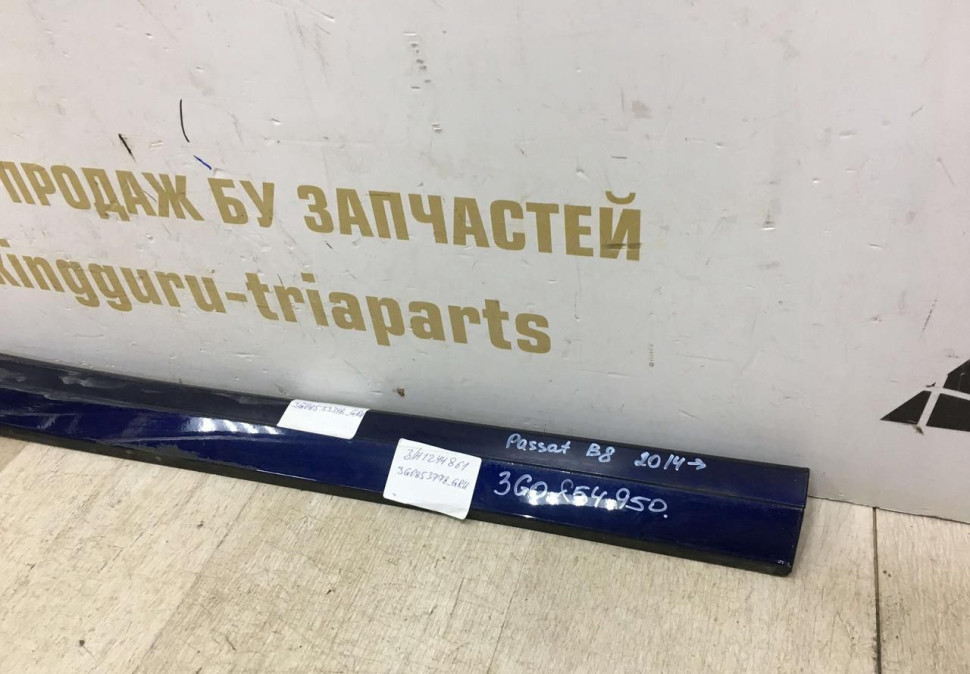 ПРОДАЖ БУ ЗАПЧАСТЕЙ
kingguru-triaparts
Passat B8 2014→
3G0 854 950.